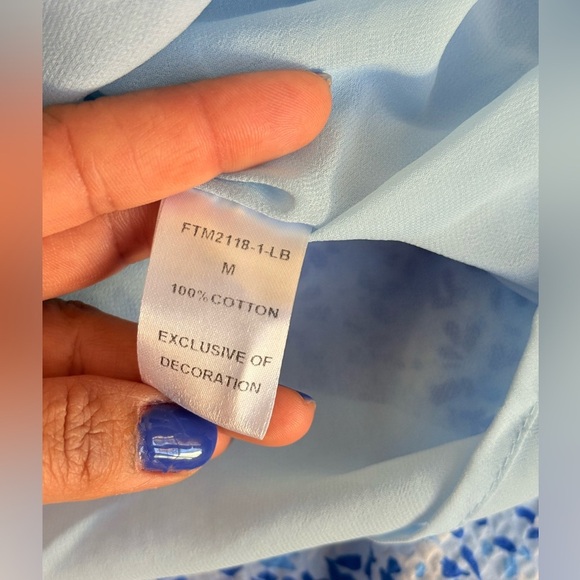 FTM2118-1-LB
M
100% COTTON
EXCLUSIVE OF
DECORATION